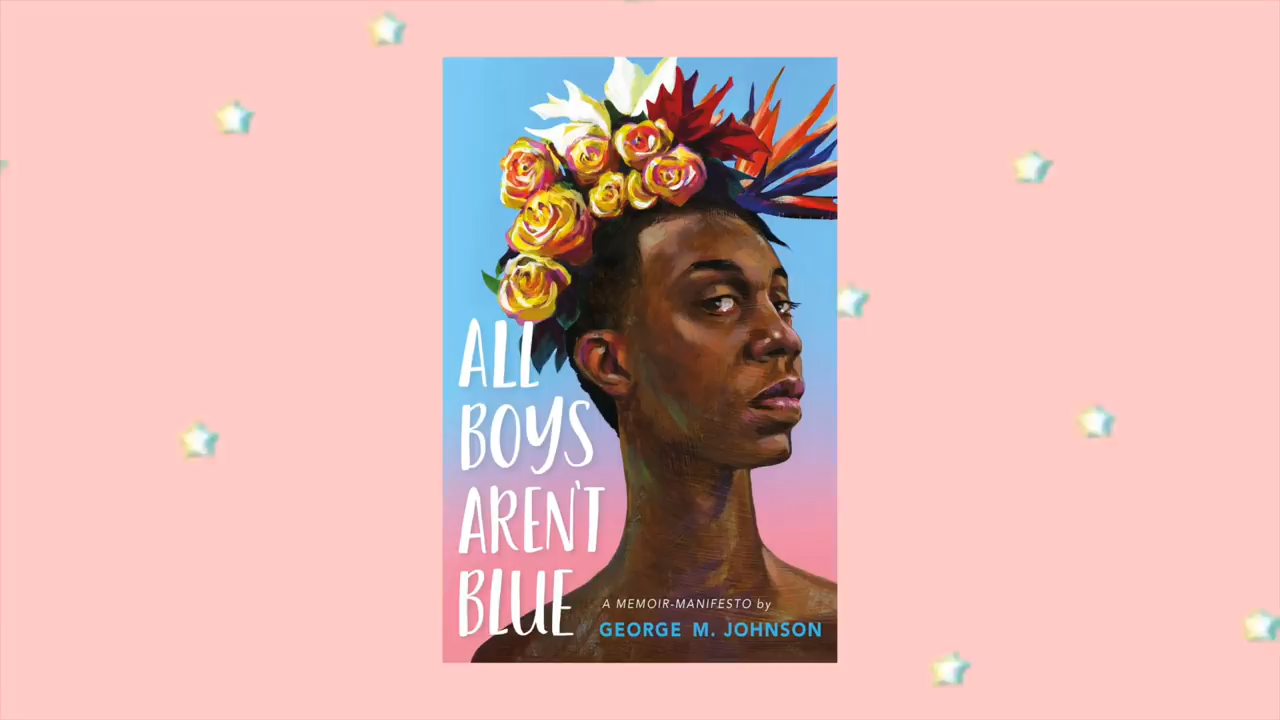 ALL
BOYS
AREN'T
BLUE
A MEMOIR-MANIFESTO by
GEORGE M. JOHNSON